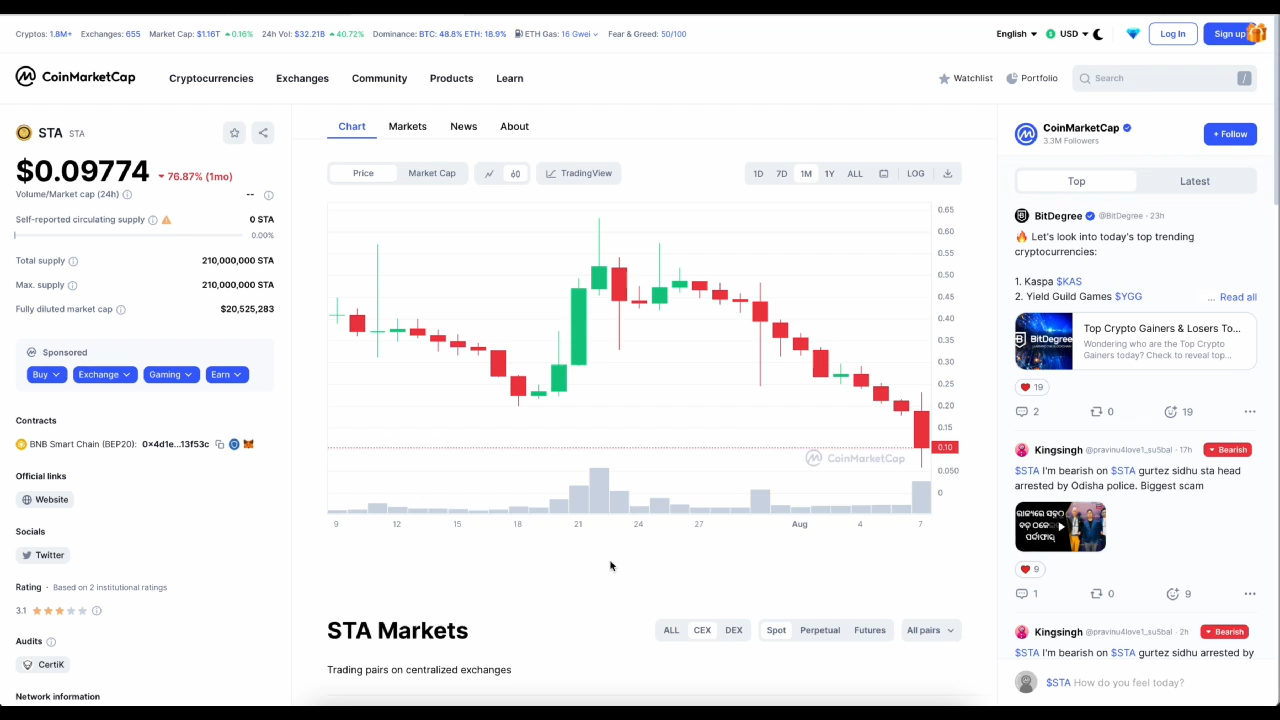 Cryptos: 1.8M+ Exchanges: 655 Market Cap: $1.16T 0.16% 24h Vol: $32.21B 40.72% Dominance: BTC: 48.8% ETH: 18.9% ETH Gas: 16 Gwei Fear & Greed: 50/100
English USD Log In Sign up
CoinMarketCap Cryptocurrencies Exchanges Community Products Learn
Watchlist Portfolio Search /
STA STA
$0.09774 76.87% (1mo)
Volume/Market cap (24h) --
Self-reported circulating supply 0 STA
0.00%
Total supply 210,000,000 STA
Max. supply 210,000,000 STA
Fully diluted market cap $20,525,283
Sponsored
Buy Exchange Gaming Earn
Contracts
BNB Smart Chain (BEP20): 0x4d1e...13f53c
Official links
Website
Socials
Twitter
Rating · Based on 2 institutional ratings
3.1
Audits
CertiK
Network information
Chart Markets News About
Price Market Cap TradingView
1D 7D 1M 1Y ALL LOG
0.65
0.60
0.55
0.50
0.45
0.40
0.35
0.30
0.25
0.20
0.15
0.10
0.050
0
CoinMarketCap
9 12 15 18 21 24 27 Aug 4 7
STA Markets
ALL CEX DEX Spot Perpetual Futures All pairs
Trading pairs on centralized exchanges
CoinMarketCap
3.3M Followers
+ Follow
Top Latest
BitDegree @BitDegree · 23h
Let's look into today's top trending
cryptocurrencies:
1. Kaspa $KAS
2. Yield Guild Games $YGG ... Read all
BitDegree
Top Crypto Gainers & Losers To...
Wondering who are the Top Crypto
Gainers today? Check to reveal top...
19
2 0 19
Kingsingh @pravinu4love1_su5bal · 17h Bearish
$STA I'm bearish on $STA gurtez sidhu sta head
arrested by Odisha police. Biggest scam
9
1 0 9
Kingsingh @pravinu4love1_su5bal · 2h Bearish
$STA I'm bearish on $STA gurtez sidhu arrested by
$STA How do you feel today?